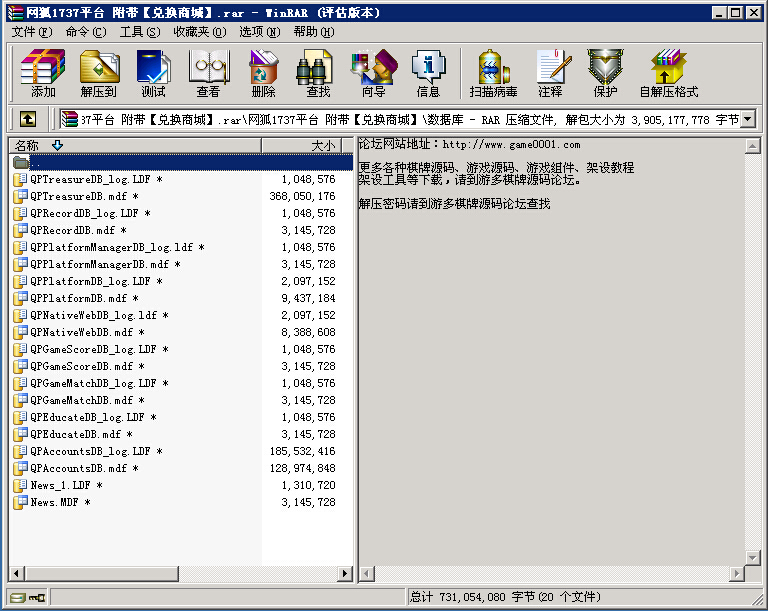 网狐1737平台 附带【兑换商城】.rar - WinRAR (评估版本)
文件(F) 命令(C) 工具(S) 收藏夹(O) 选项(N) 帮助(H)
添加 解压到 测试 查看 删除 查找 向导 信息 扫描病毒 注释 保护 自解压格式
37平台 附带【兑换商城】.rar\网狐1737平台 附带【兑换商城】\数据库 - RAR 压缩文件, 解包大小为 3,905,177,778 字节
名称 大小
..
QPTreasureDB_log.LDF * 1,048,576
QPTreasureDB.mdf * 368,050,176
QPRecordDB_log.LDF * 1,048,576
QPRecordDB.mdf * 3,145,728
QPPlatformManagerDB_log.ldf * 1,048,576
QPPlatformManagerDB.mdf * 3,145,728
QPPlatformDB_log.LDF * 2,097,152
QPPlatformDB.mdf * 9,437,184
QPNativeWebDB_log.ldf * 2,097,152
QPNativeWebDB.mdf * 8,388,608
QPGameScoreDB_log.LDF * 1,048,576
QPGameScoreDB.mdf * 3,145,728
QPGameMatchDB_log.LDF * 1,048,576
QPGameMatchDB.mdf * 3,145,728
QPEducateDB_log.LDF * 1,048,576
QPEducateDB.mdf * 3,145,728
QPAccountsDB_log.LDF * 185,532,416
QPAccountsDB.mdf * 128,974,848
News_1.LDF * 1,310,720
News.MDF * 3,145,728
论坛网站地址：http://www.game0001.com
更多各种棋牌源码、游戏源码、游戏组件、架设教程
架设工具等下载，请到游多棋牌源码论坛。
解压密码请到游多棋牌源码论坛查找
总计 731,054,080 字节(20 个文件)